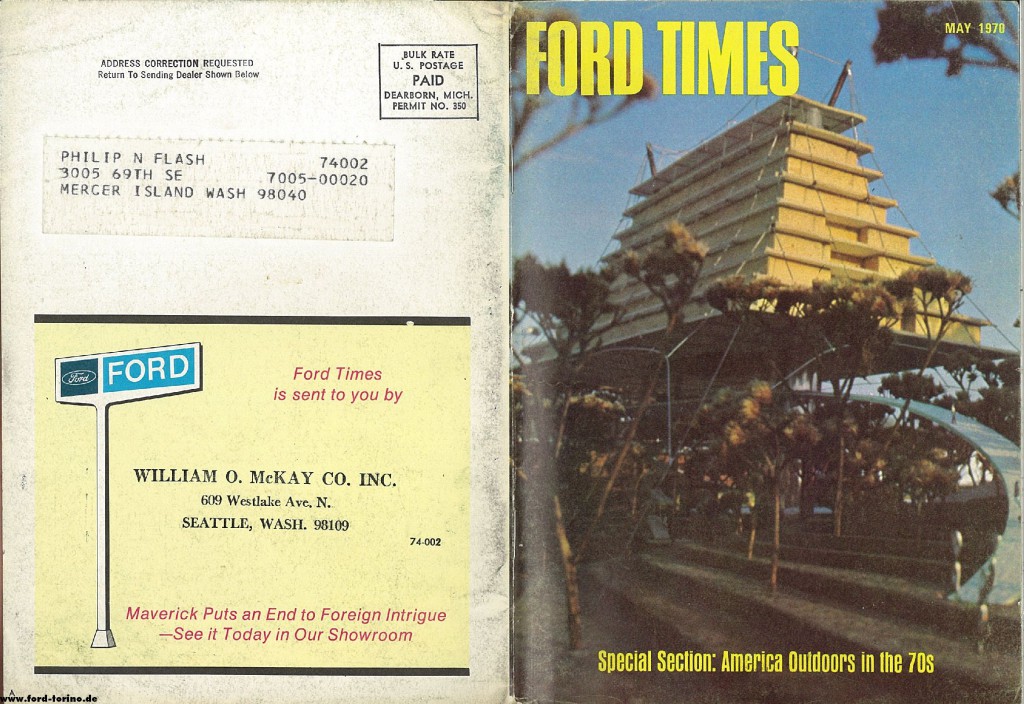 ADDRESS CORRECTION REQUESTED
Return To Sending Dealer Shown Below
BULK RATE
U. S. POSTAGE
PAID
DEARBORN, MICH.
PERMIT NO. 350
PHILIP N FLASH 74002
3005 69TH SE 7005-00020
MERCER ISLAND WASH 98040
Ford FORD
Ford Times
is sent to you by
WILLIAM O. McKAY CO. INC.
609 Westlake Ave. N.
SEATTLE, WASH. 98109
74-002
Maverick Puts an End to Foreign Intrigue
—See it Today in Our Showroom
www.ford-torino.de
FORD TIMES
MAY 1970
Special Section: America Outdoors in the 70s